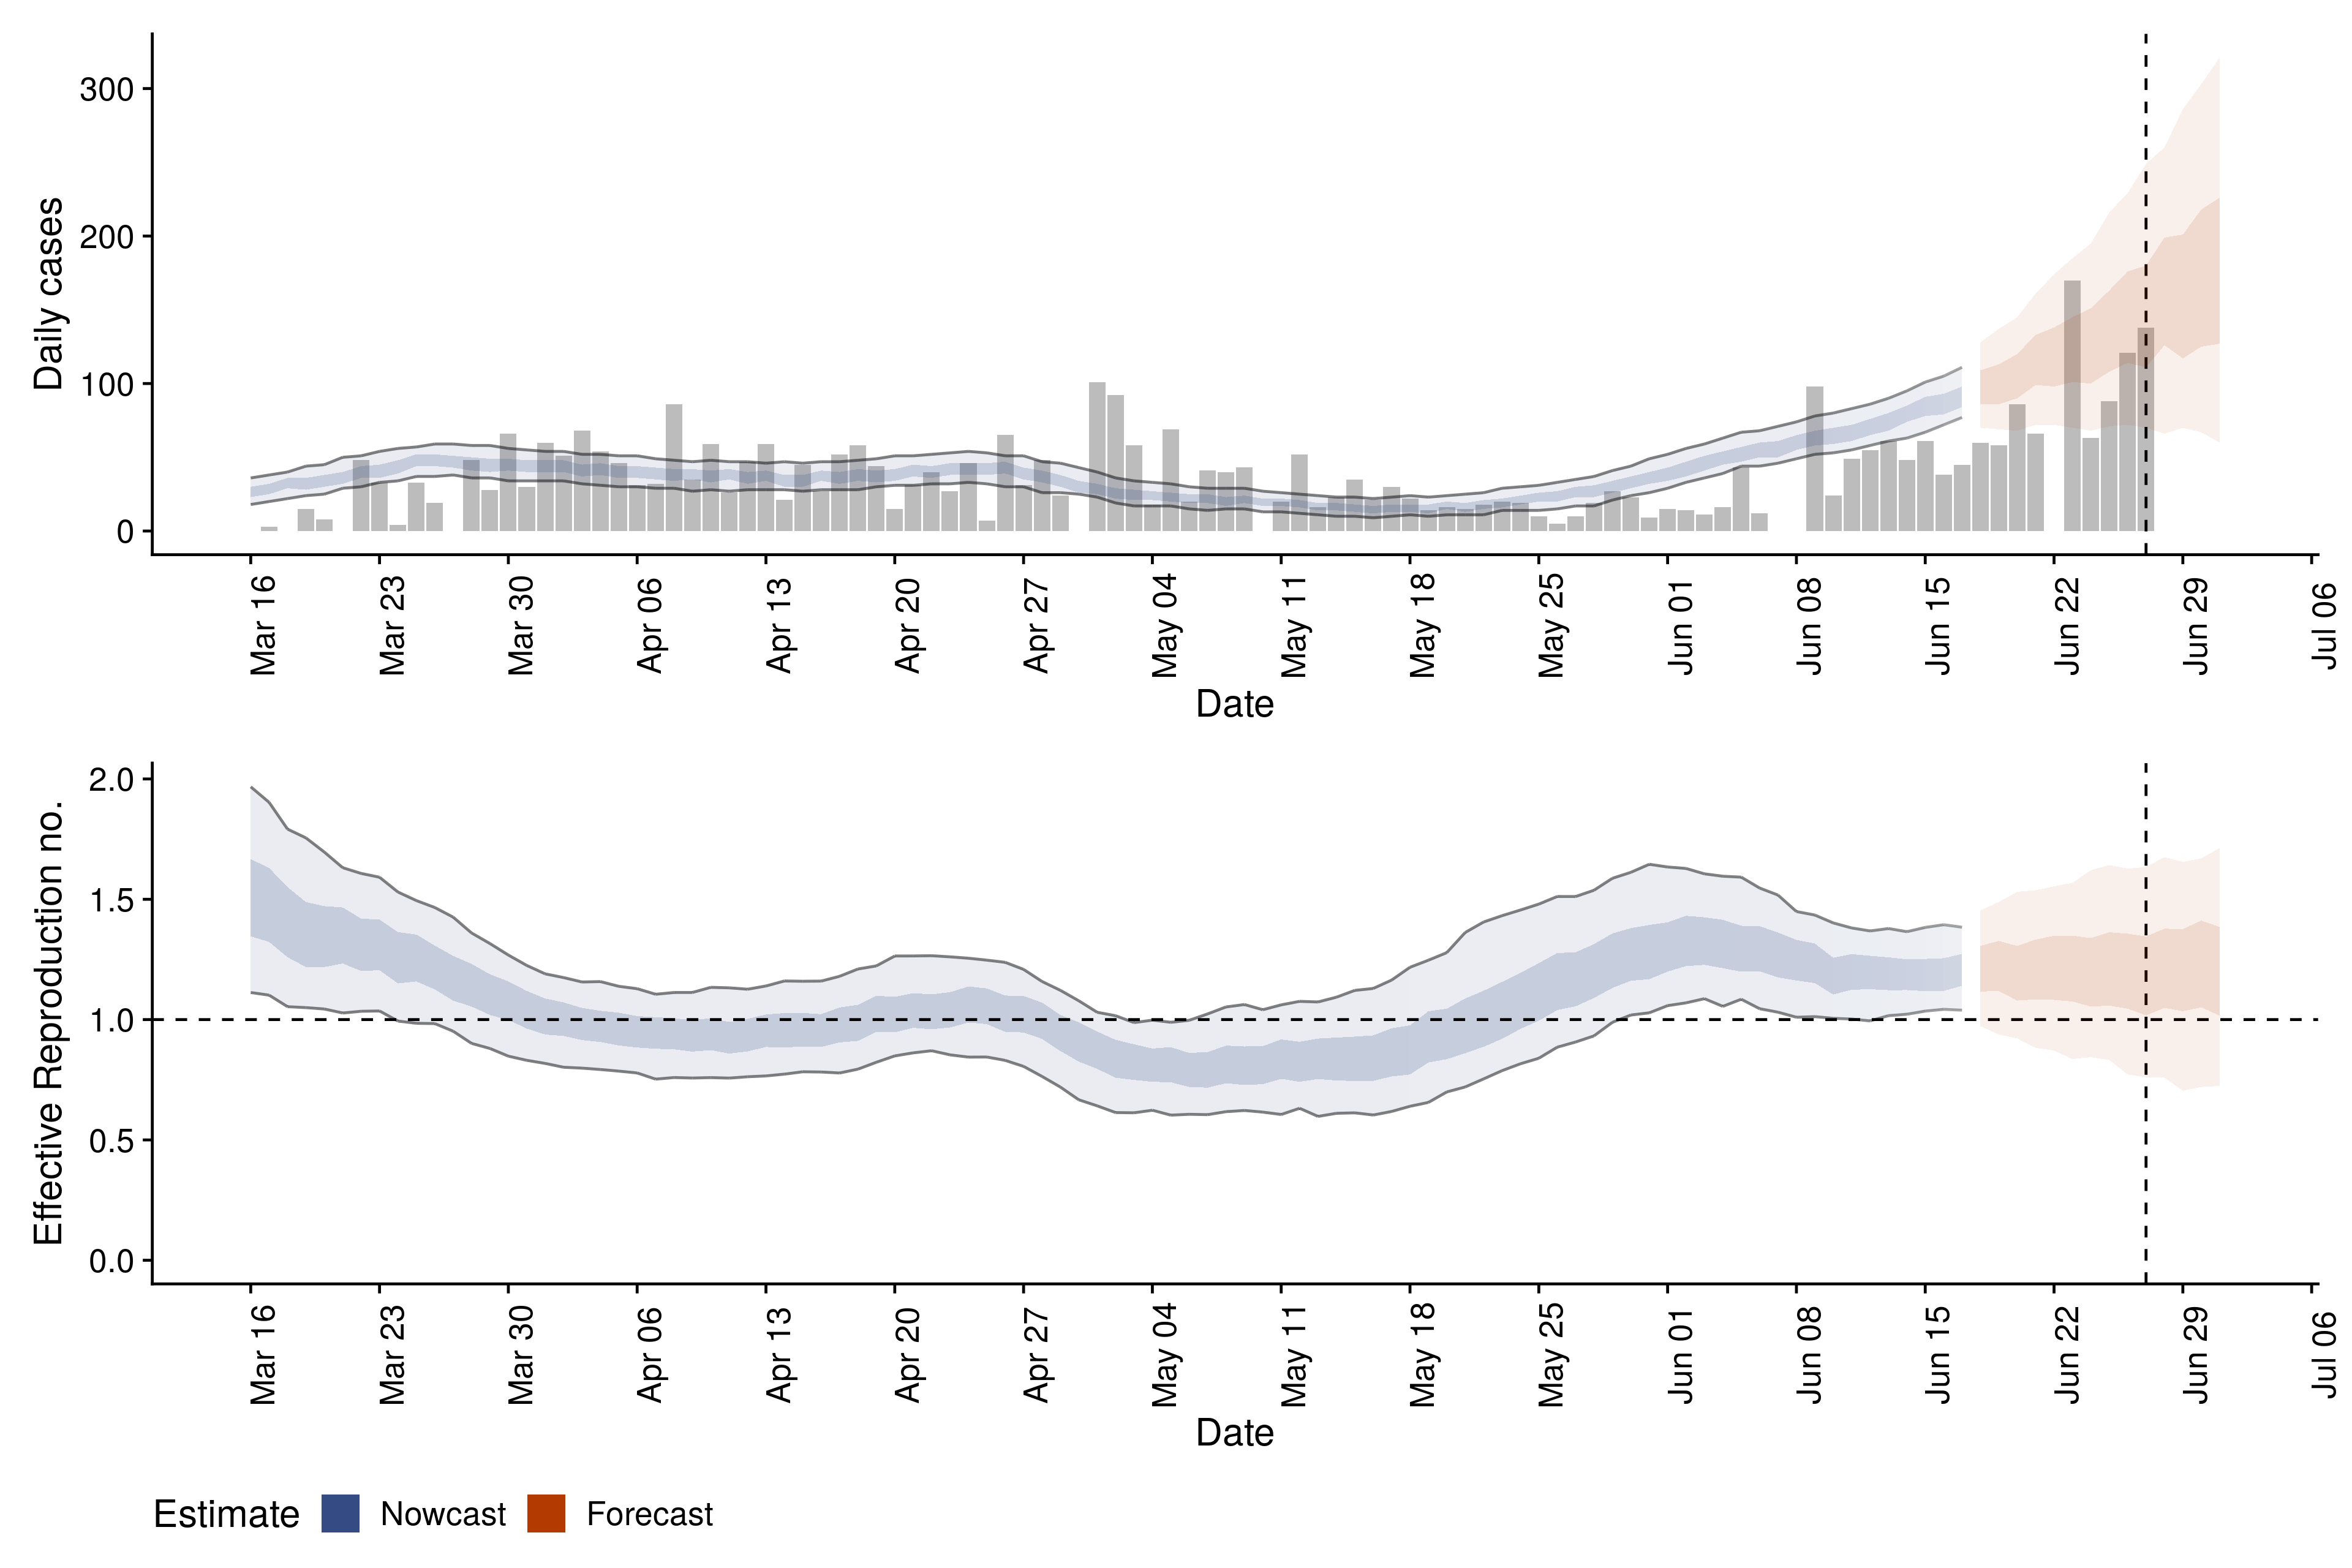 300
200
100
0
Daily cases
Mar 16
Mar 23
Mar 30
Apr 06
Apr 13
Apr 20
Apr 27
May 04
May 11
May 18
May 25
Jun 01
Jun 08
Jun 15
Jun 22
Jun 29
Jul 06
Date
2.0
1.5
1.0
0.5
0.0
Effective Reproduction no.
Mar 16
Mar 23
Mar 30
Apr 06
Apr 13
Apr 20
Apr 27
May 04
May 11
May 18
May 25
Jun 01
Jun 08
Jun 15
Jun 22
Jun 29
Jul 06
Date
Estimate Nowcast Forecast